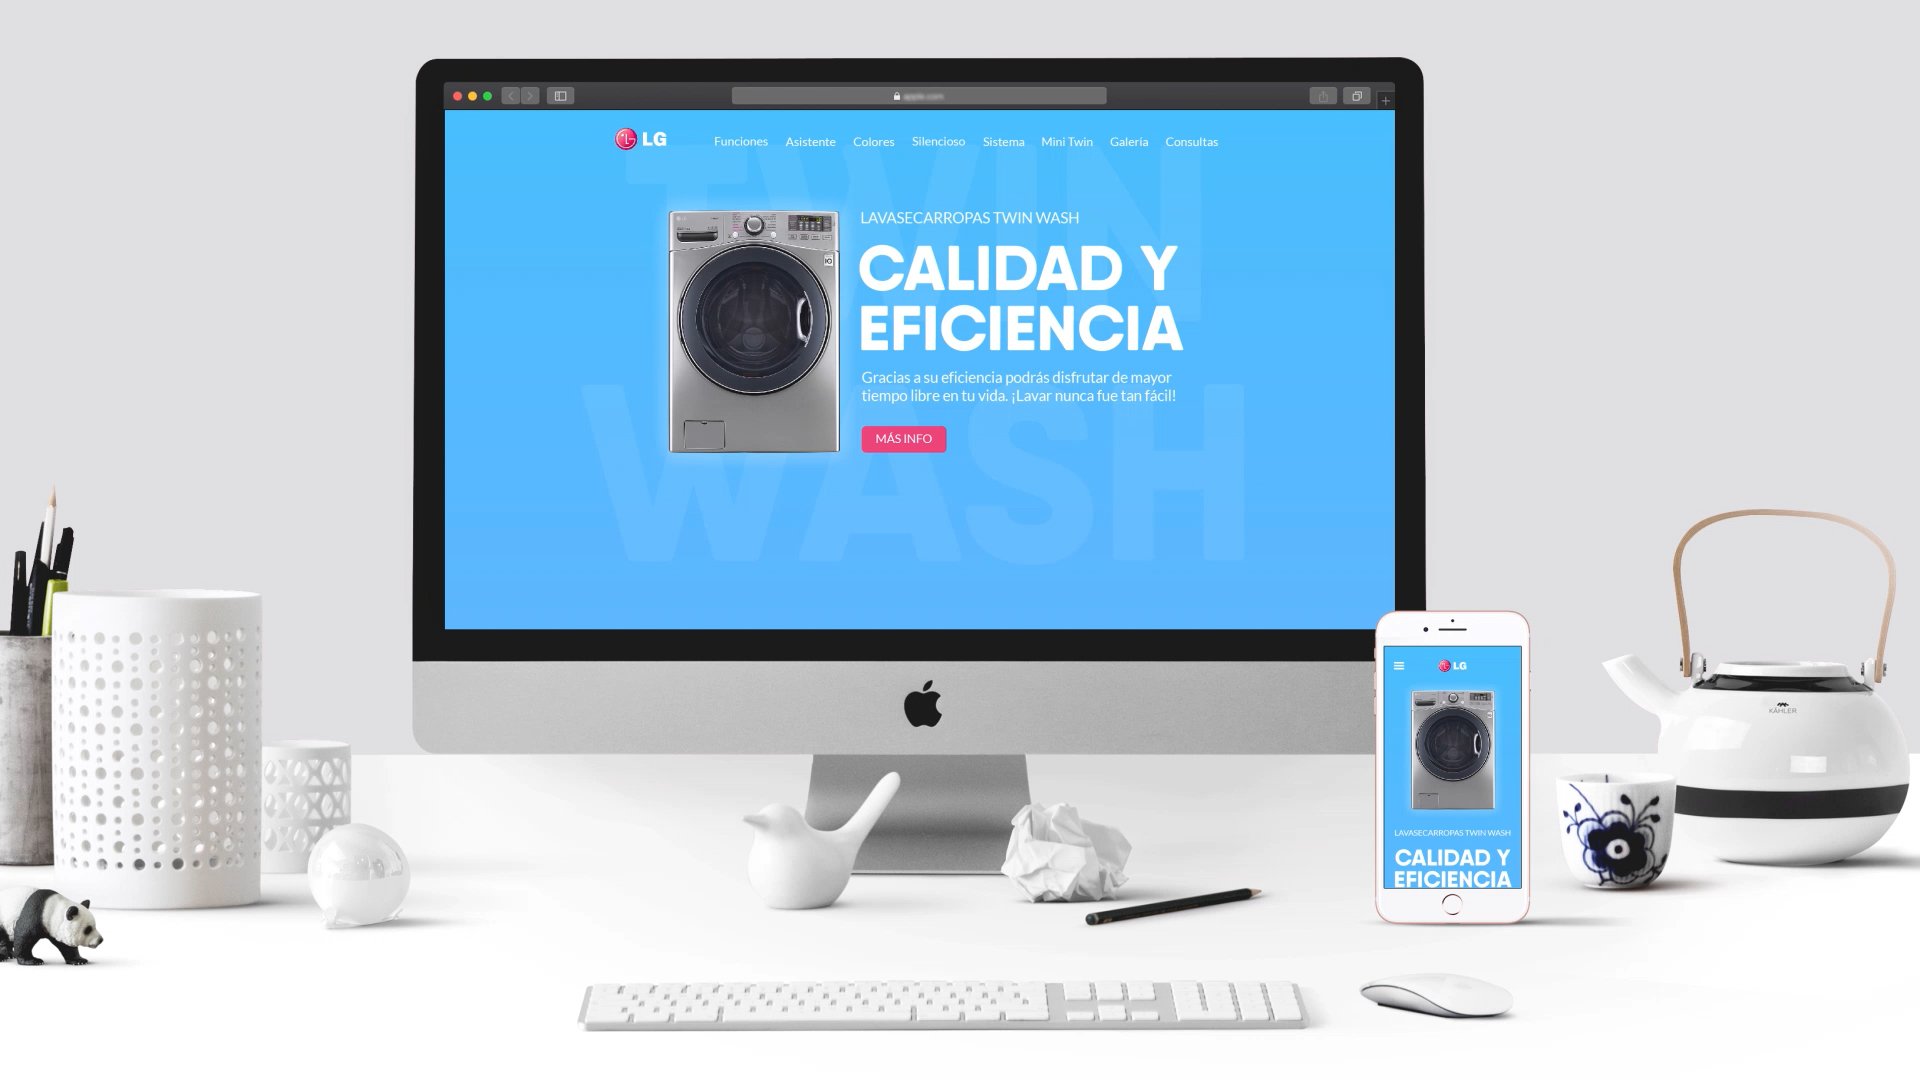 LG
Funciones Asistente Colores Silencioso Sistema Mini Twin Galería Consultas
TWIN
WASH
LAVASECARROPAS TWIN WASH
CALIDAD Y
EFICIENCIA
Gracias a su eficiencia podrás disfrutar de mayor
tiempo libre en tu vida. ¡Lavar nunca fue tan fácil!
MÁS INFO
LG
LAVASECARROPAS TWIN WASH
CALIDAD Y
EFICIENCIA
KÄHLER